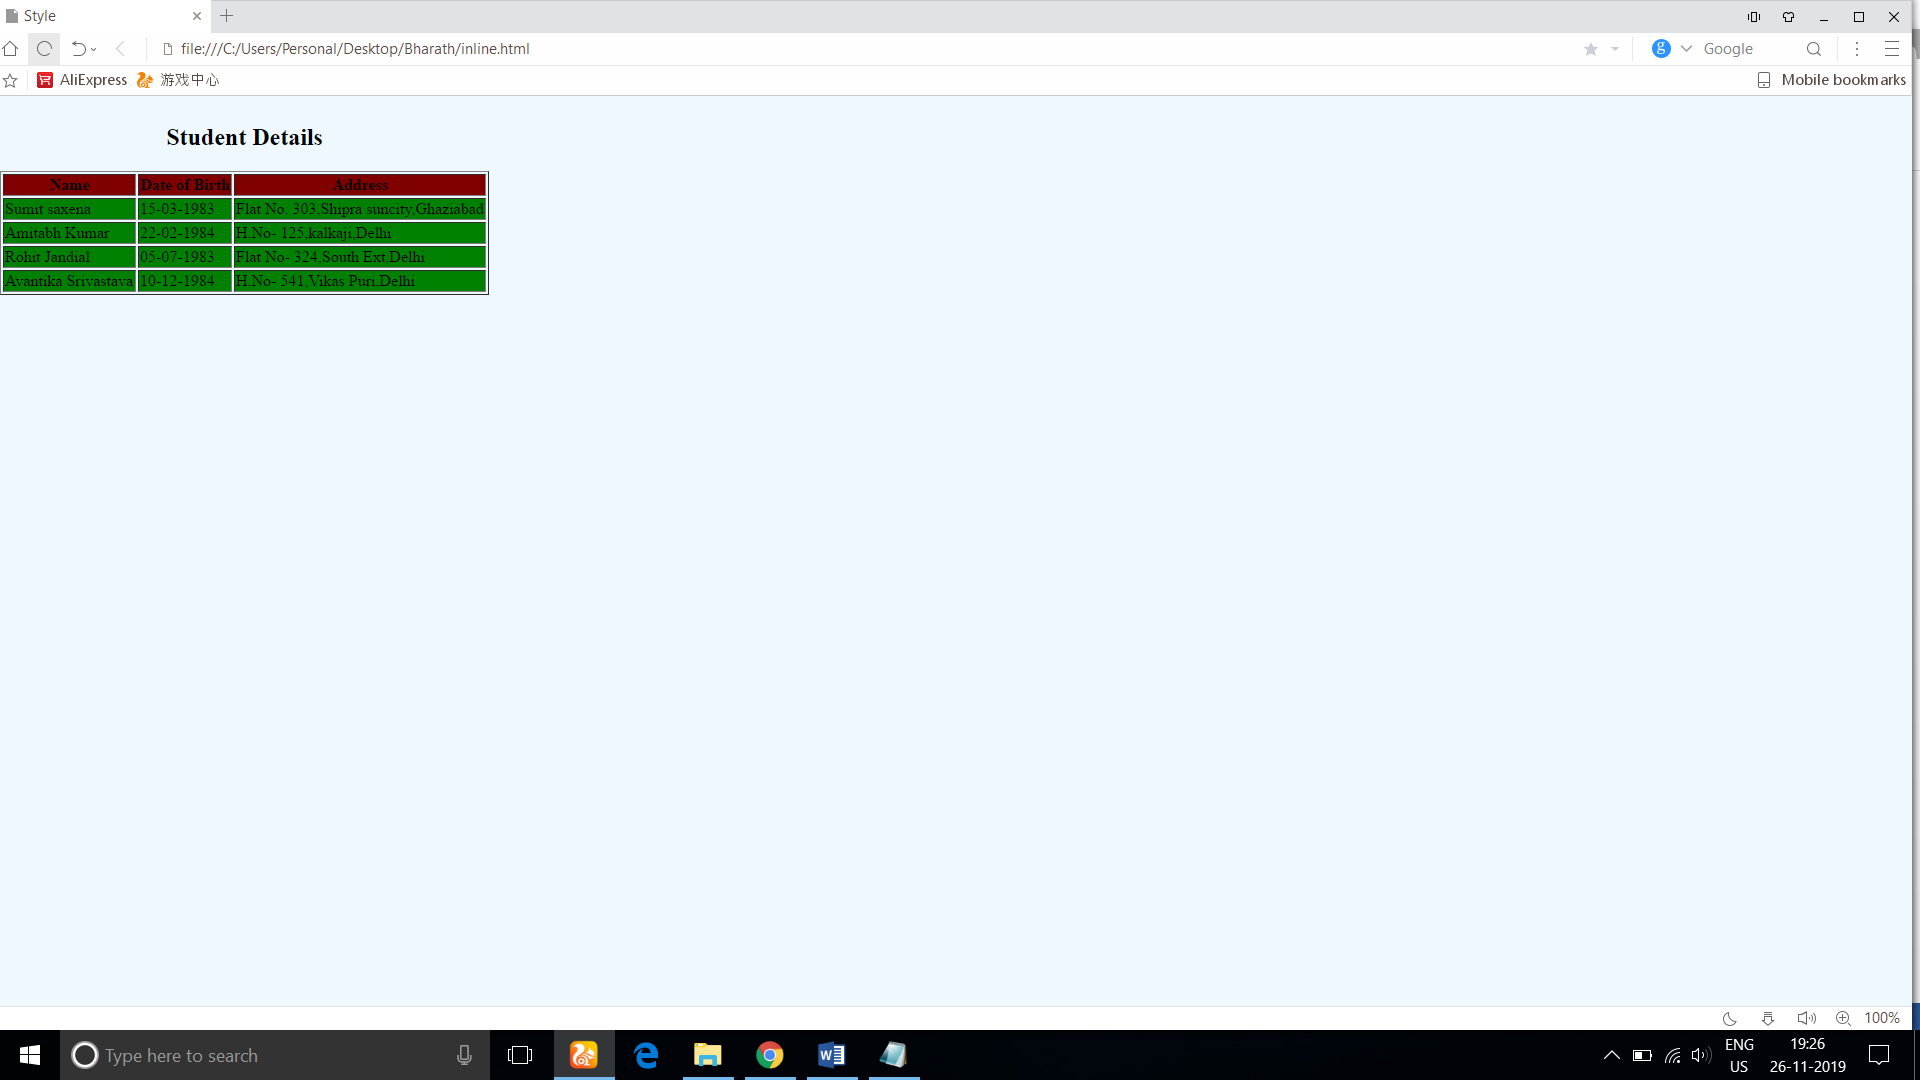 Style
file:///C:/Users/Personal/Desktop/Bharath/inline.html
Google
AliExpress 游戏中心 Mobile bookmarks
Student Details
Name Date of Birth Address
Sumit saxena 15-03-1983 Flat No. 303,Shipra suncity,Ghaziabad
Amitabh Kumar 22-02-1984 H.No- 125,kalkaji,Delhi
Rohit Jandial 05-07-1983 Flat No- 324,South Ext,Delhi
Avantika Srivastava 10-12-1984 H.No- 541,Vikas Puri,Delhi
100%
Type here to search
ENG 19:26
US 26-11-2019